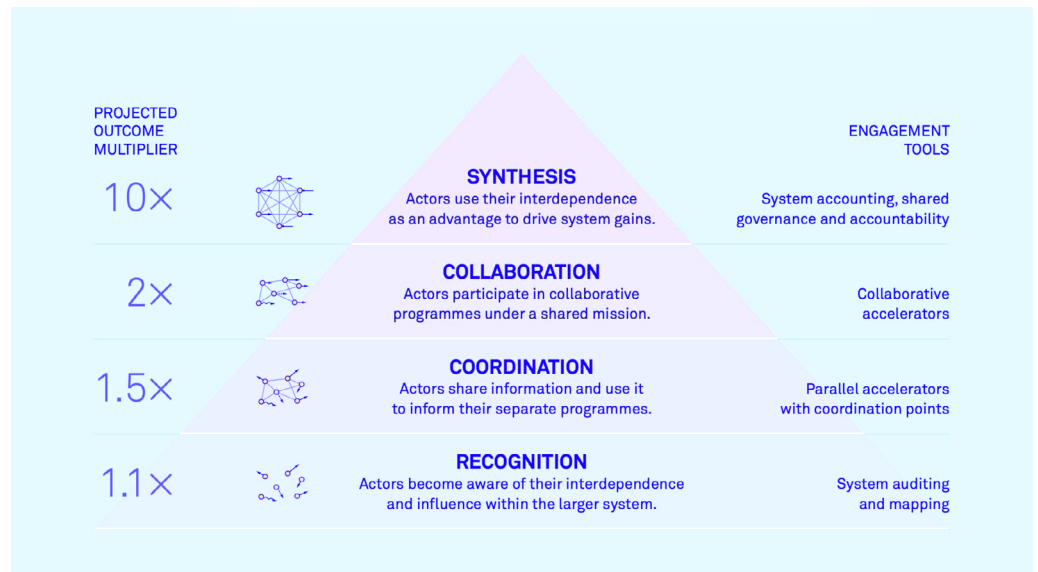 PROJECTED
OUTCOME
MULTIPLIER
ENGAGEMENT
TOOLS
10×
SYNTHESIS
Actors use their interdependence
as an advantage to drive system gains.
System accounting, shared
governance and accountability
2×
COLLABORATION
Actors participate in collaborative
programmes under a shared mission.
Collaborative
accelerators
1.5×
COORDINATION
Actors share information and use it
to inform their separate programmes.
Parallel accelerators
with coordination points
1.1×
RECOGNITION
Actors become aware of their interdependence
and influence within the larger system.
System auditing
and mapping